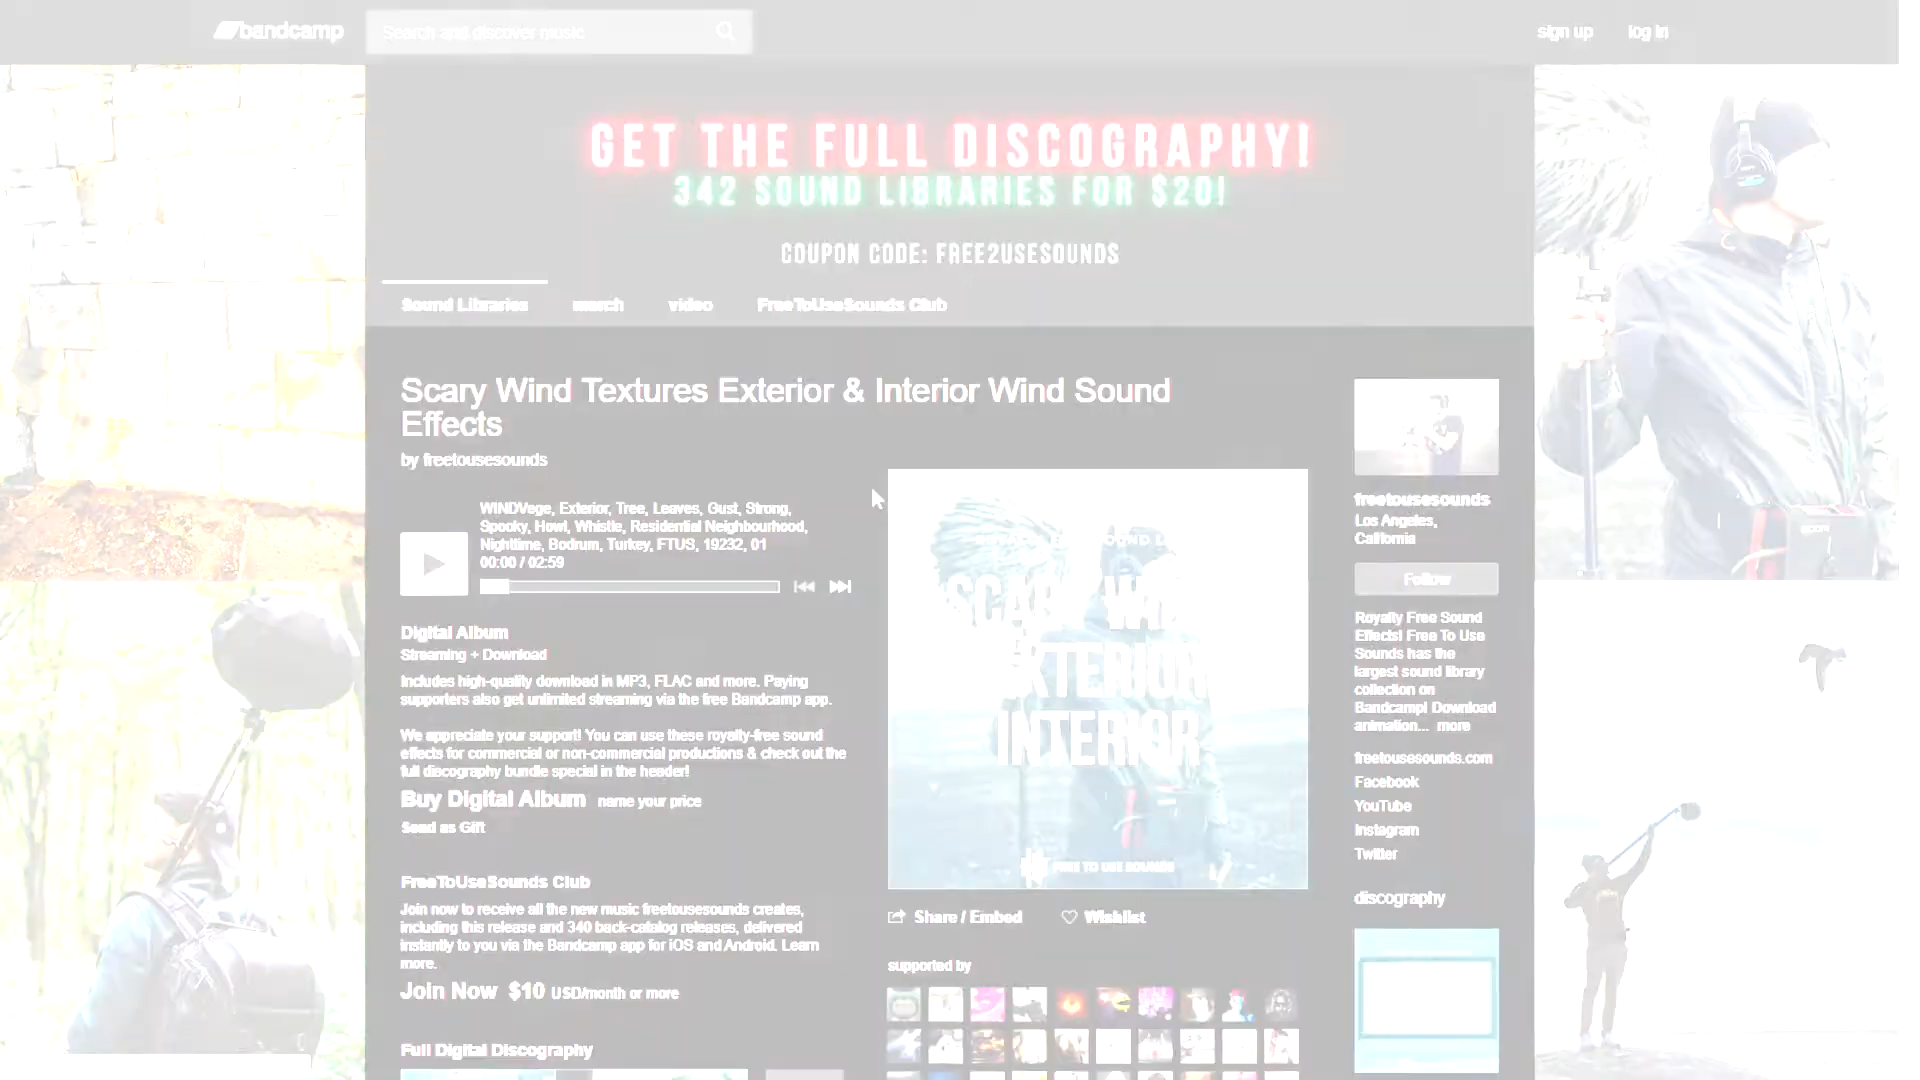 bandcamp
Search and discover music
sign up
log in
GET THE FULL DISCOGRAPHY!
342 SOUND LIBRARIES FOR $20!
COUPON CODE: FREE2USESOUNDS
Sound Libraries
merch
video
FreeToUseSounds Club
Scary Wind Textures Exterior & Interior Wind Sound
Effects
by freetousesounds
WINDVege, Exterior, Tree, Leaves, Gust, Strong,
Spooky, Howl, Whistle, Residential Neighbourhood,
Nighttime, Bodrum, Turkey, FTUS, 19232, 01
00:00 / 02:59
Digital Album
Streaming + Download
Includes high-quality download in MP3, FLAC and more. Paying
supporters also get unlimited streaming via the free Bandcamp app.
We appreciate your support! You can use these royalty-free sound
effects for commercial or non-commercial productions & check out the
full discography bundle special in the header!
Buy Digital Album name your price
Send as Gift
FreeToUseSounds Club
Join now to receive all the new music freetousesounds creates,
including this release and 340 back-catalog releases, delivered
instantly to you via the Bandcamp app for iOS and Android. Learn
more.
Join Now $10 USD/month or more
Full Digital Discography
SCARY
EXTERIOR
INTERIOR
FREE TO USE SOUNDS
Share / Embed
Wishlist
supported by
freetousesounds
Los Angeles,
California
Follow
Royalty Free Sound
Effects! Free To Use
Sounds has the
largest sound library
collection on
Bandcamp! Download
animation... more
freetousesounds.com
Facebook
YouTube
Instagram
Twitter
discography